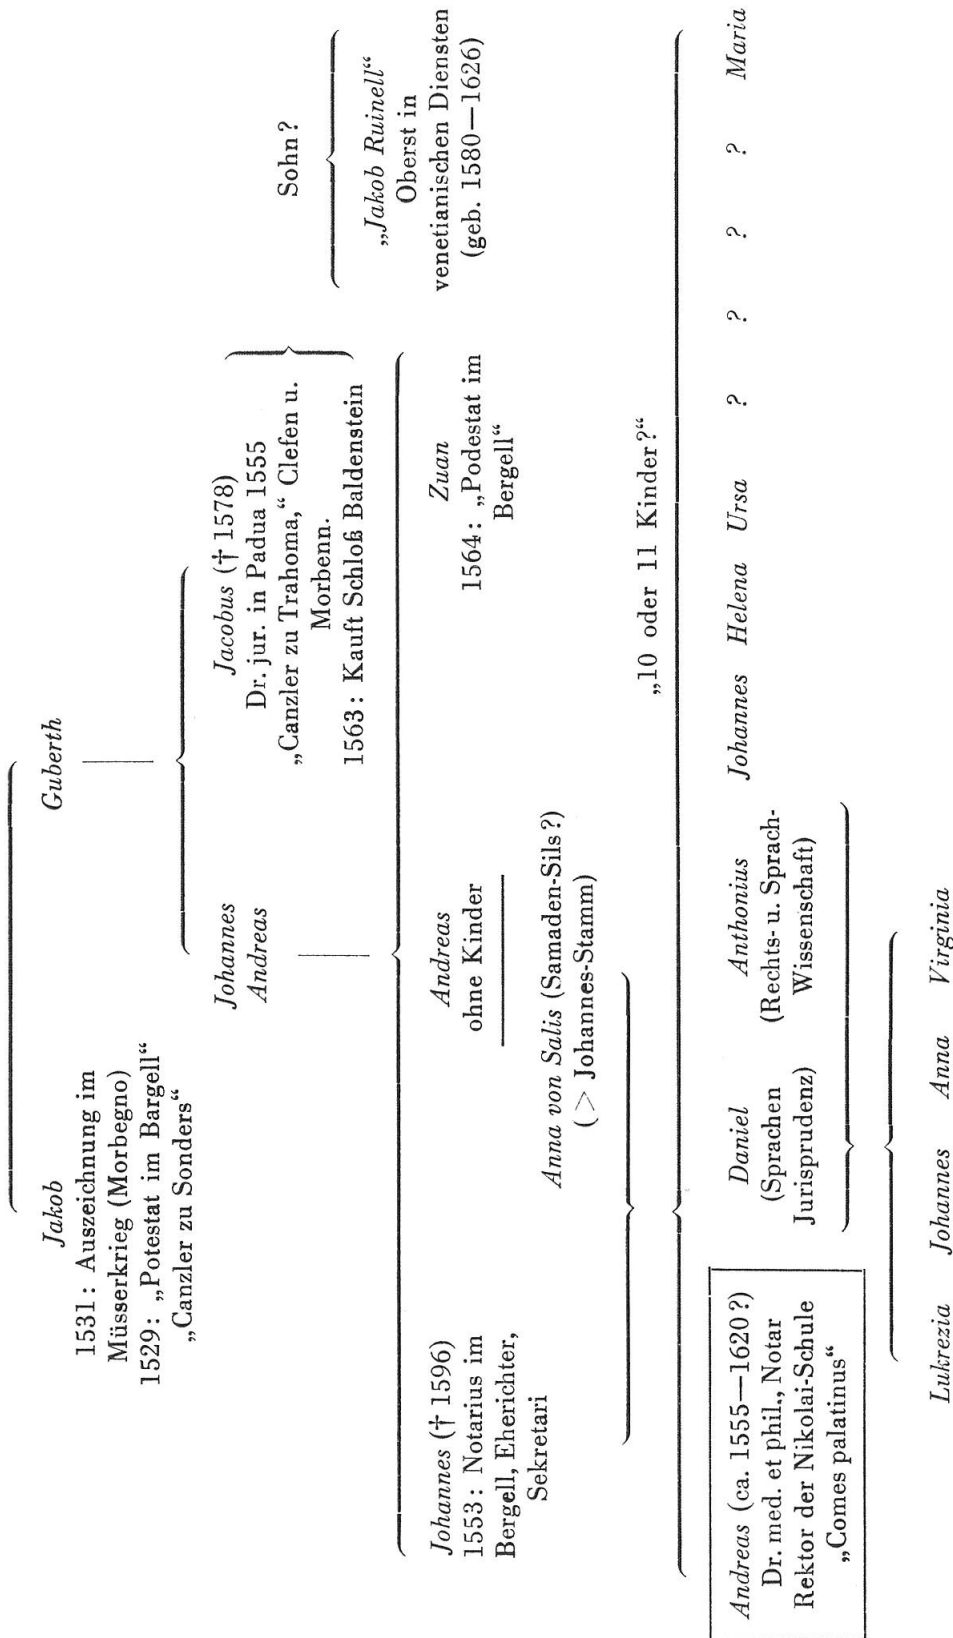 Jakob
1531: Auszeichnung im
Müsserkrieg (Morbegno)
1529: „Potestat im Bargell“
„Canzler zu Sonders“
Guberth
Johannes
Andreas
Jacobus († 1578)
Dr. jur. in Padua 1555
„Canzler zu Trahoma,“ Clefen u.
Morbenn.
1563: Kauft Schloß Baldenstein
Sohn?
„Jakob Ruinell“
Oberst in
venetianischen Diensten
(geb. 1580—1626)
Johannes († 1596)
1553: Notarius im
Bergell, Eherichter,
Sekretari
Andreas
ohne Kinder
Zuan
1564: „Podestat im
Bergell“
Anna von Salis (Samaden-Sils?)
( > Johannes-Stamm)
„10 oder 11 Kinder?“
Andreas (ca. 1555—1620?)
Dr. med. et phil., Notar
Rektor der Nikolai-Schule
„Comes palatinus“
Daniel
(Sprachen
Jurisprudenz)
Anthonius
(Rechts- u. Sprach-
Wissenschaft)
Johannes Helena Ursa ? ? ? ? Maria
Lukrezia Johannes Anna Virginia